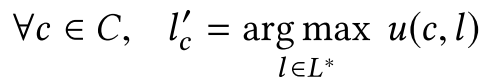 ∀c ∈ C, l′_c = arg max_{l∈L*} u(c, l)